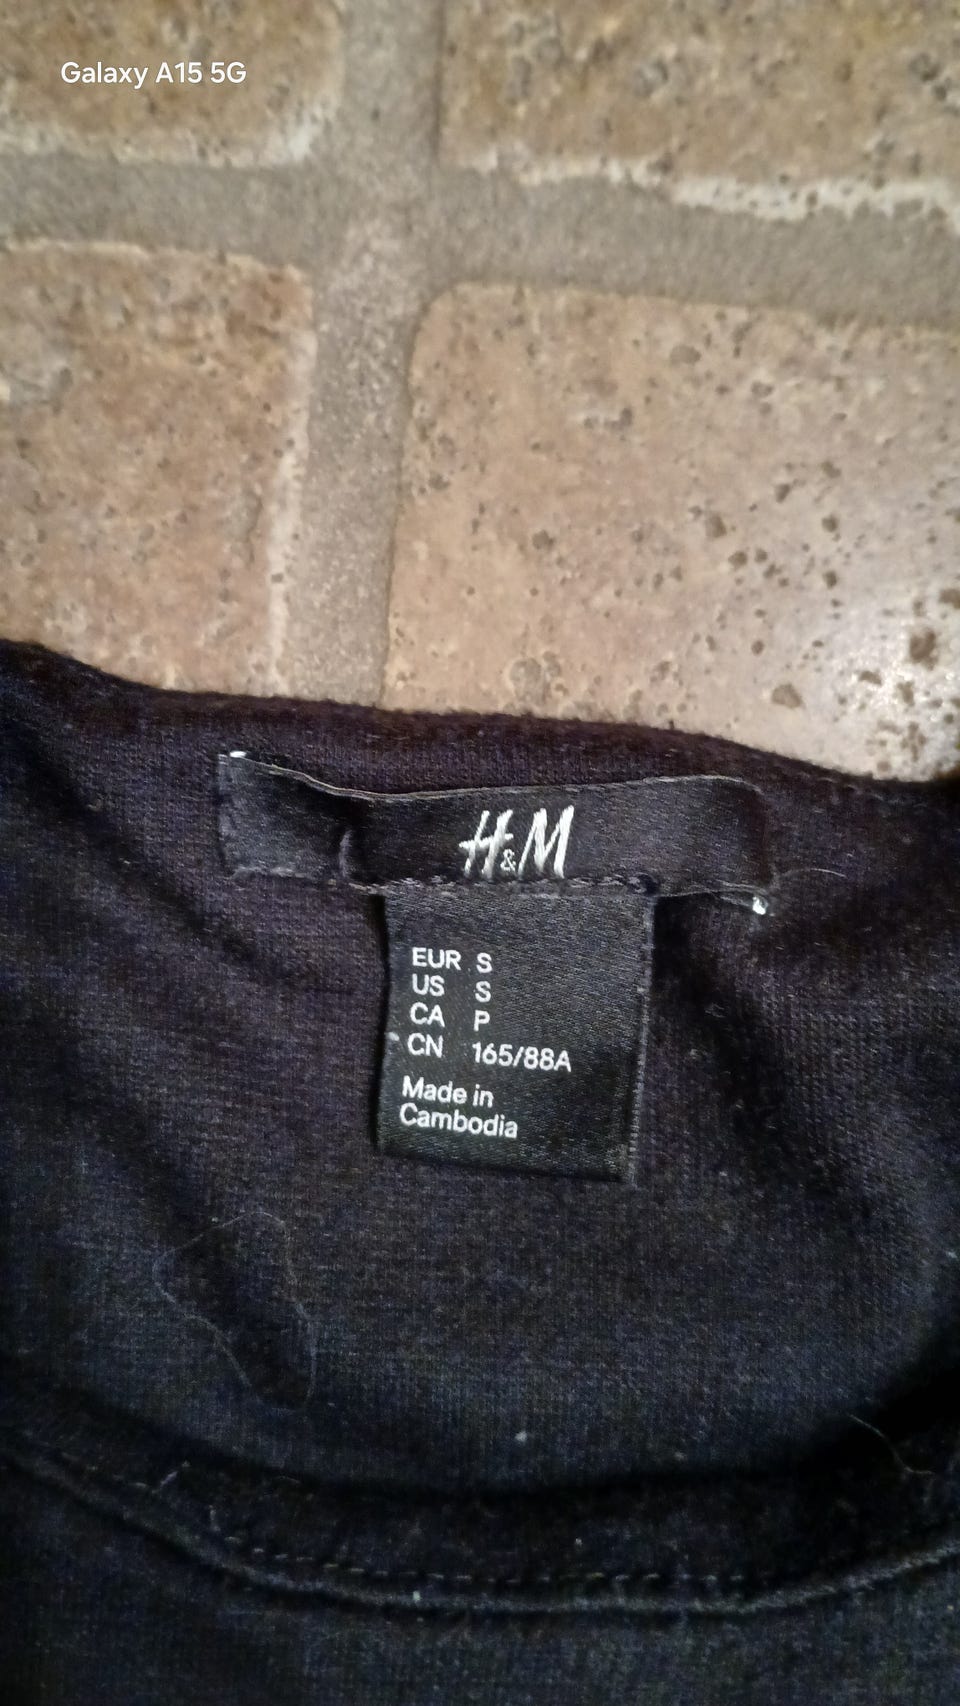 Galaxy A15 5G
H&M
EUR S
US S
CA P
CN 165/88A
Made in
Cambodia